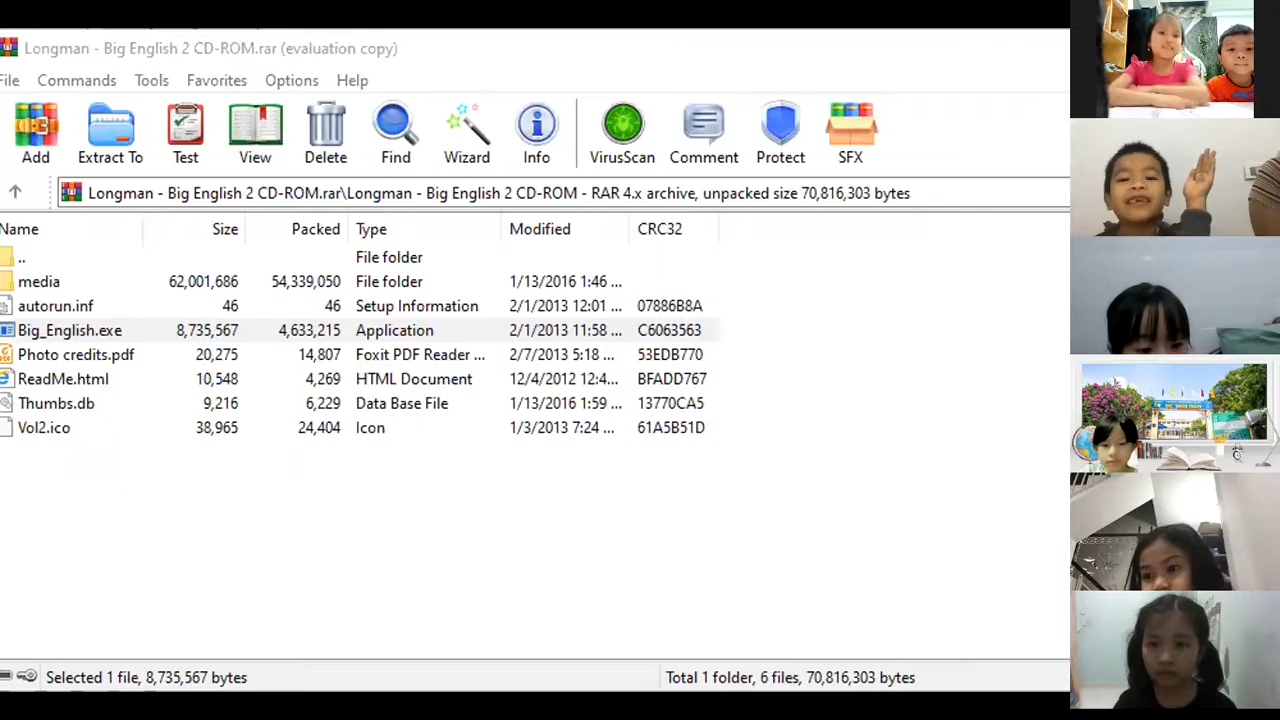 Longman - Big English 2 CD-ROM.rar (evaluation copy)
File Commands Tools Favorites Options Help
Add Extract To Test View Delete Find Wizard Info VirusScan Comment Protect SFX
Longman - Big English 2 CD-ROM.rar\Longman - Big English 2 CD-ROM - RAR 4.x archive, unpacked size 70,816,303 bytes
Name Size Packed Type Modified CRC32
.. File folder
media 62,001,686 54,339,050 File folder 1/13/2016 1:46 ...
autorun.inf 46 46 Setup Information 2/1/2013 12:01 ... 07886B8A
Big_English.exe 8,735,567 4,633,215 Application 2/1/2013 11:58 ... C6063563
Photo credits.pdf 20,275 14,807 Foxit PDF Reader ... 2/7/2013 5:18 ... 53EDB770
ReadMe.html 10,548 4,269 HTML Document 12/4/2012 12:4... BFADD767
Thumbs.db 9,216 6,229 Data Base File 1/13/2016 1:59 ... 13770CA5
Vol2.ico 38,965 24,404 Icon 1/3/2013 7:24 ... 61A5B51D
Selected 1 file, 8,735,567 bytes Total 1 folder, 6 files, 70,816,303 bytes